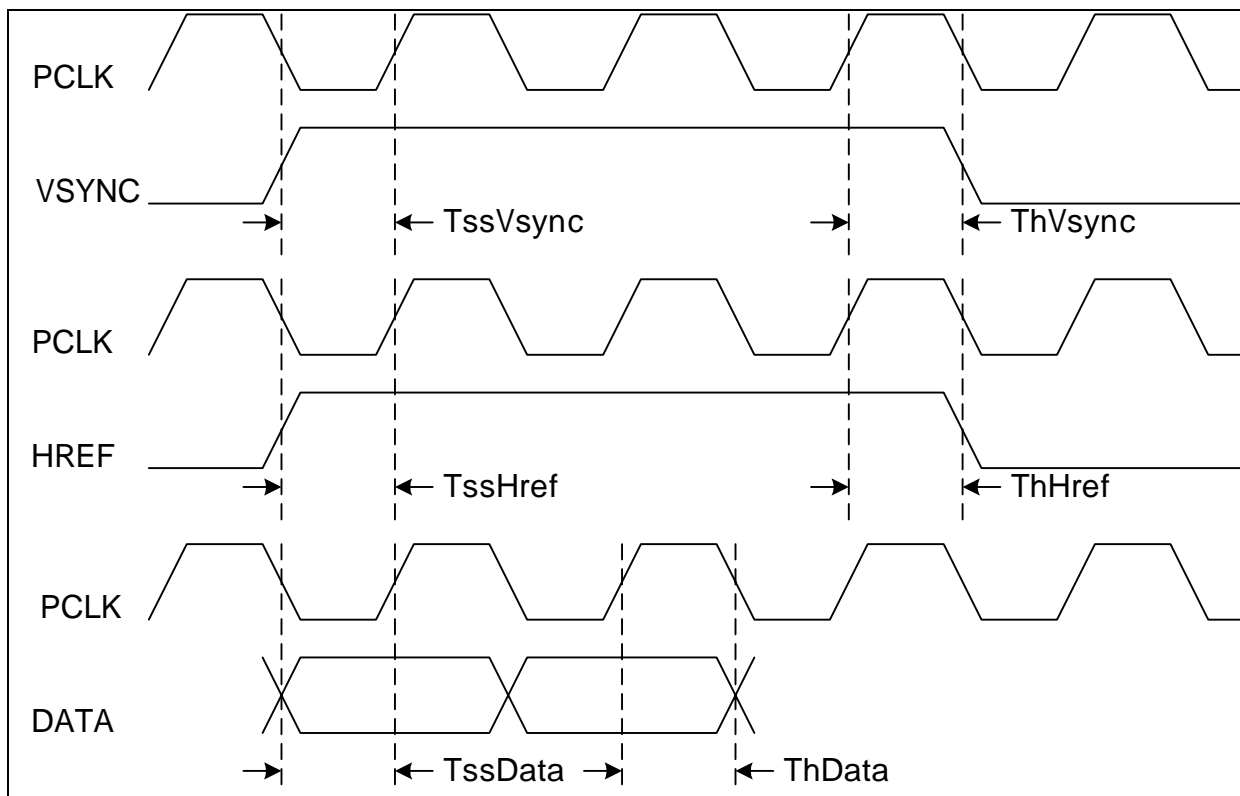 PCLK
VSYNC
TssVsync ThVsync
PCLK
HREF
TssHref ThHref
PCLK
DATA
TssData ThData